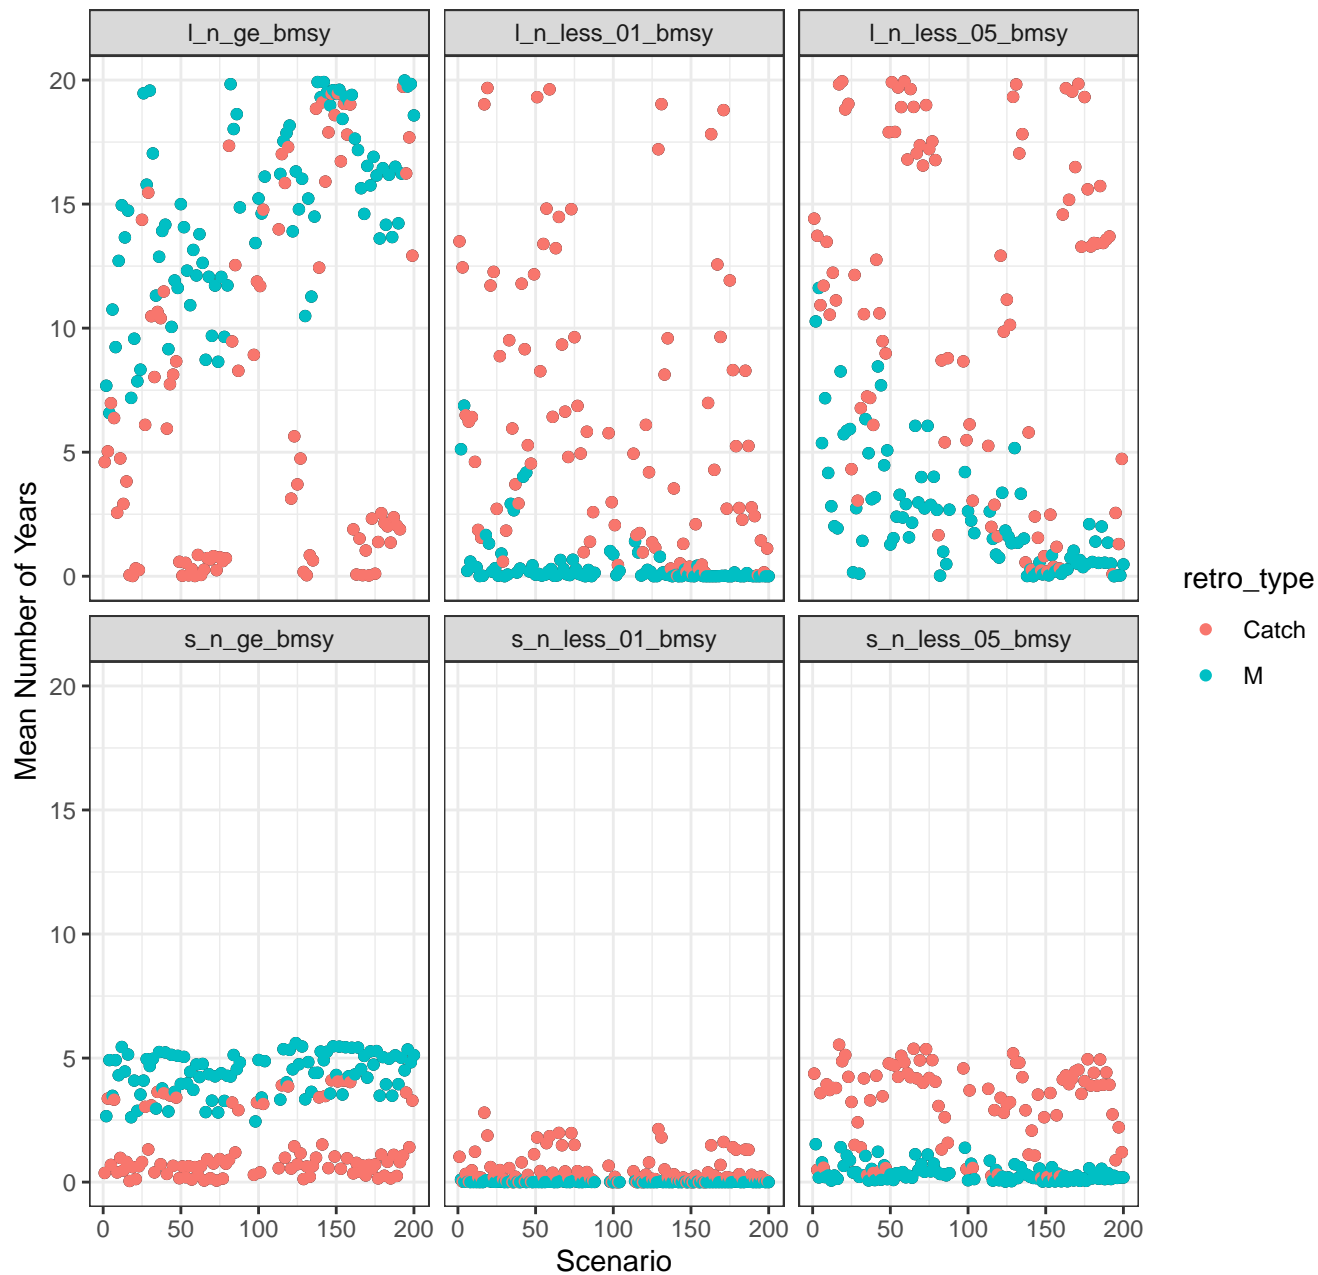 l_n_ge_bmsy
l_n_less_01_bmsy
l_n_less_05_bmsy
20
15
10
5
0
s_n_ge_bmsy
s_n_less_01_bmsy
s_n_less_05_bmsy
20
15
10
5
0
0 50 100 150 200
0 50 100 150 200
0 50 100 150 200
Scenario
Mean Number of Years
retro_type
Catch
M